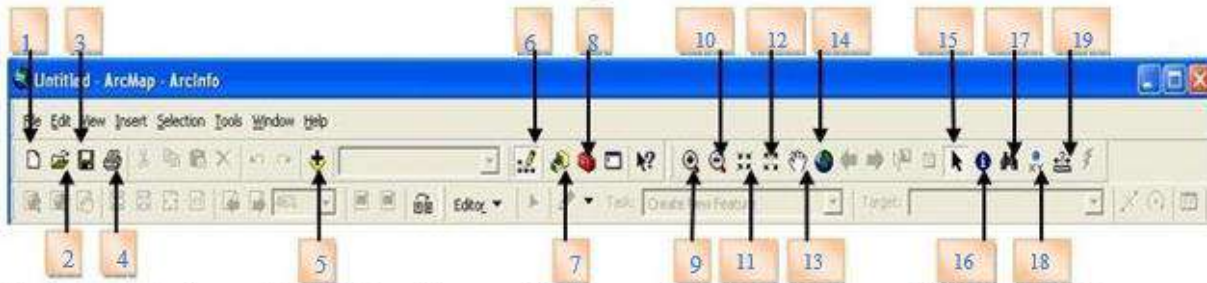 1 3 6 8 10 12 14 15 17 19
Untitled - ArcMap - ArcInfo
File Edit View Insert Selection Tools Window Help
XY
Editor Task: Create New Feature Target:
2 4 5 7 9 11 13 16 18